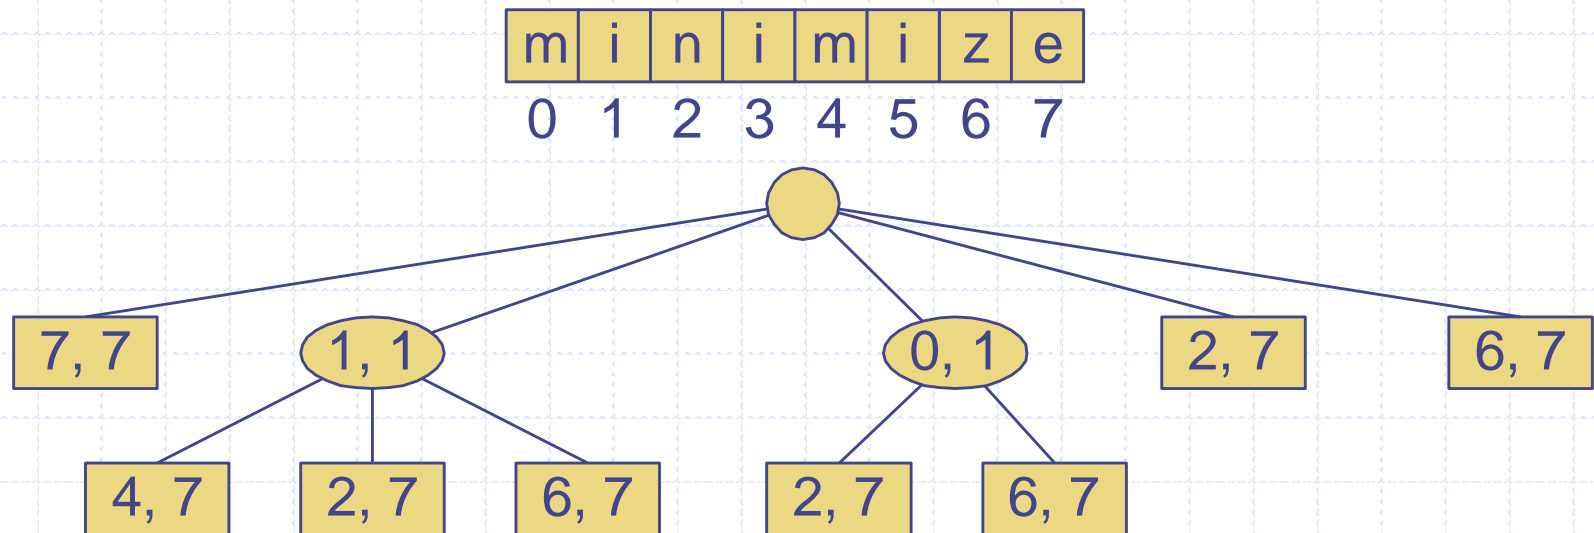 m i n i m i z e
0 1 2 3 4 5 6 7
7, 7 1, 1 0, 1 2, 7 6, 7
4, 7 2, 7 6, 7 2, 7 6, 7